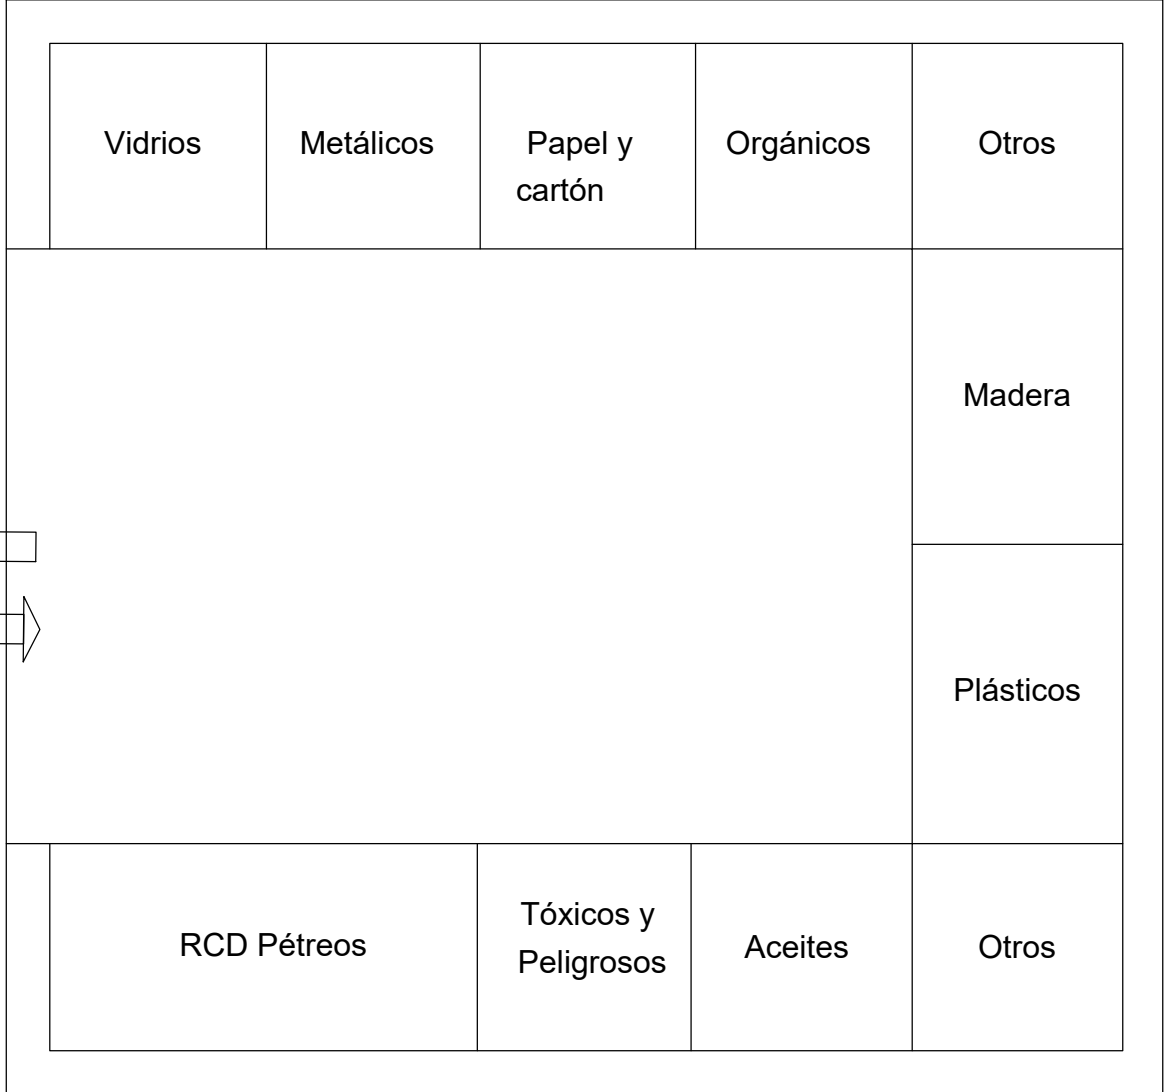 Vidrios
Metálicos
Papel y
cartón
Orgánicos
Otros
Madera
Plásticos
RCD Pétreos
Tóxicos y
Peligrosos
Aceites
Otros